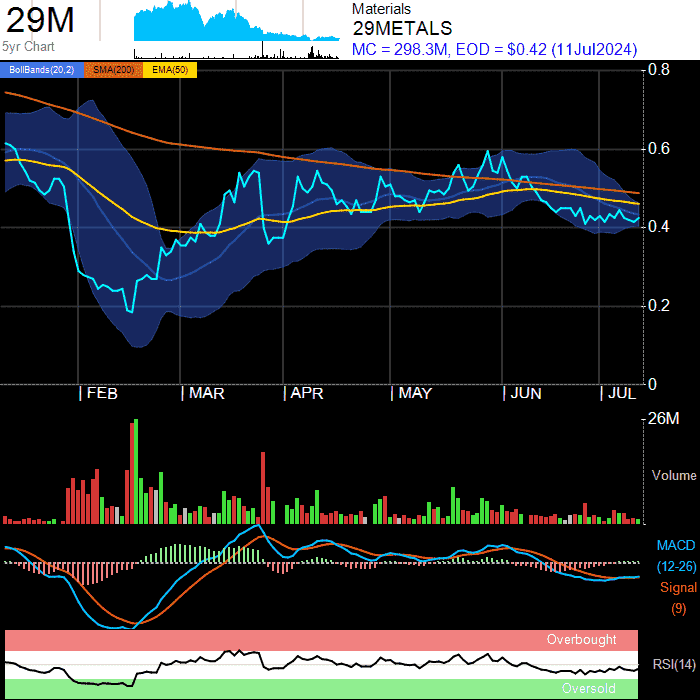 29M
5yr Chart
Materials
29METALS
MC = 298.3M, EOD = $0.42 (11Jul2024)
BollBands(20,2) SMA(200) EMA(50)
0.8
0.6
0.4
0.2
0
FEB MAR APR MAY JUN JUL
26M
Volume
MACD
(12-26)
Signal
(9)
Overbought
RSI(14)
Oversold